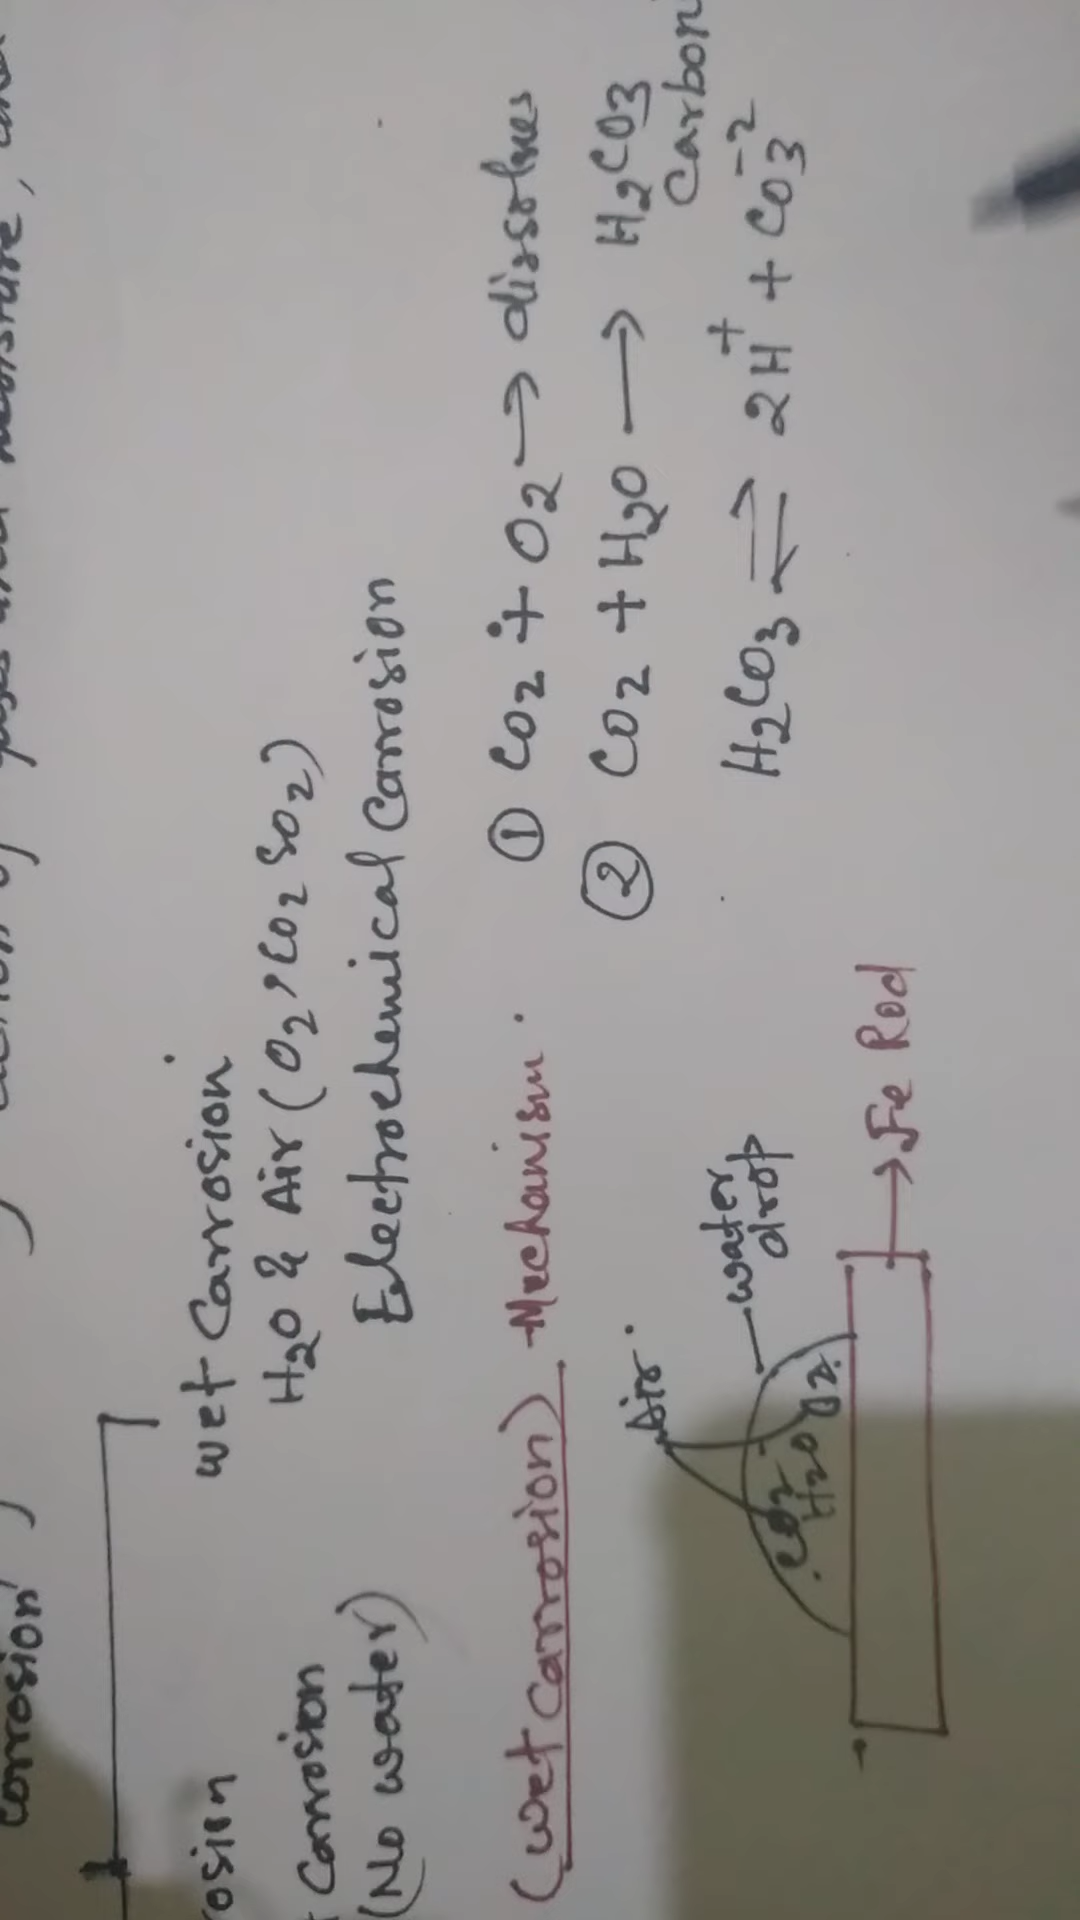 corrosion
wet Corrosion
H₂O & Air (O₂, CO₂ SO₂)
Electrochemical Corrosion
Corrosion
(No water)
(wet Corrosion) Mechanism.
① CO₂ + O₂ → dissolves
② CO₂ + H₂O → H₂CO₃
Carbon
H₂CO₃ ⇌ 2H⁺ + CO₃⁻²
Air.
water
drop
CO₂
H₂O O₂.
→ Fe Rod